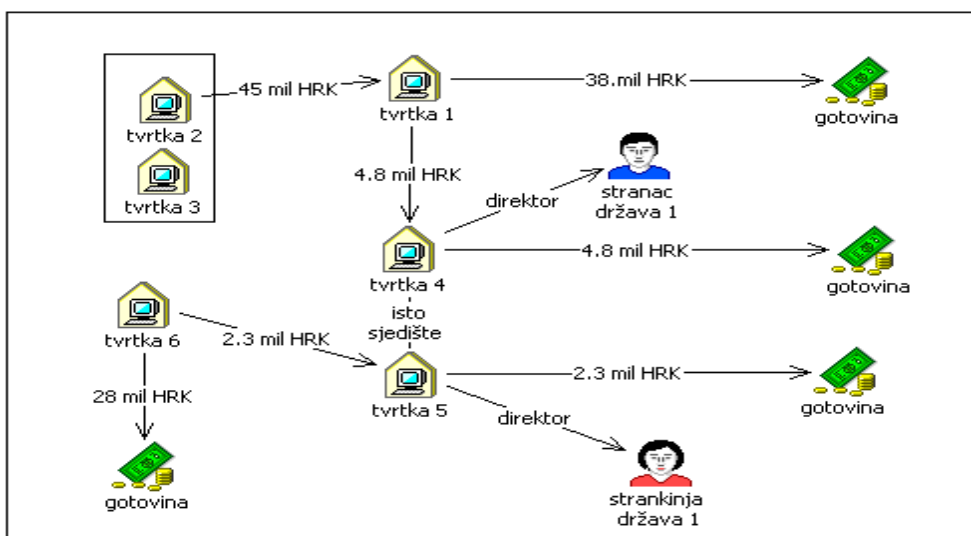 45 mil HRK
38.mil HRK
tvrtka 2
tvrtka 1
gotovina
tvrtka 3
4.8 mil HRK
direktor
stranac
država 1
tvrtka 4
4.8 mil HRK
gotovina
isto
sjedište
tvrtka 6
2.3 mil HRK
tvrtka 5
2.3 mil HRK
gotovina
28 mil HRK
direktor
gotovina
strankinja
država 1